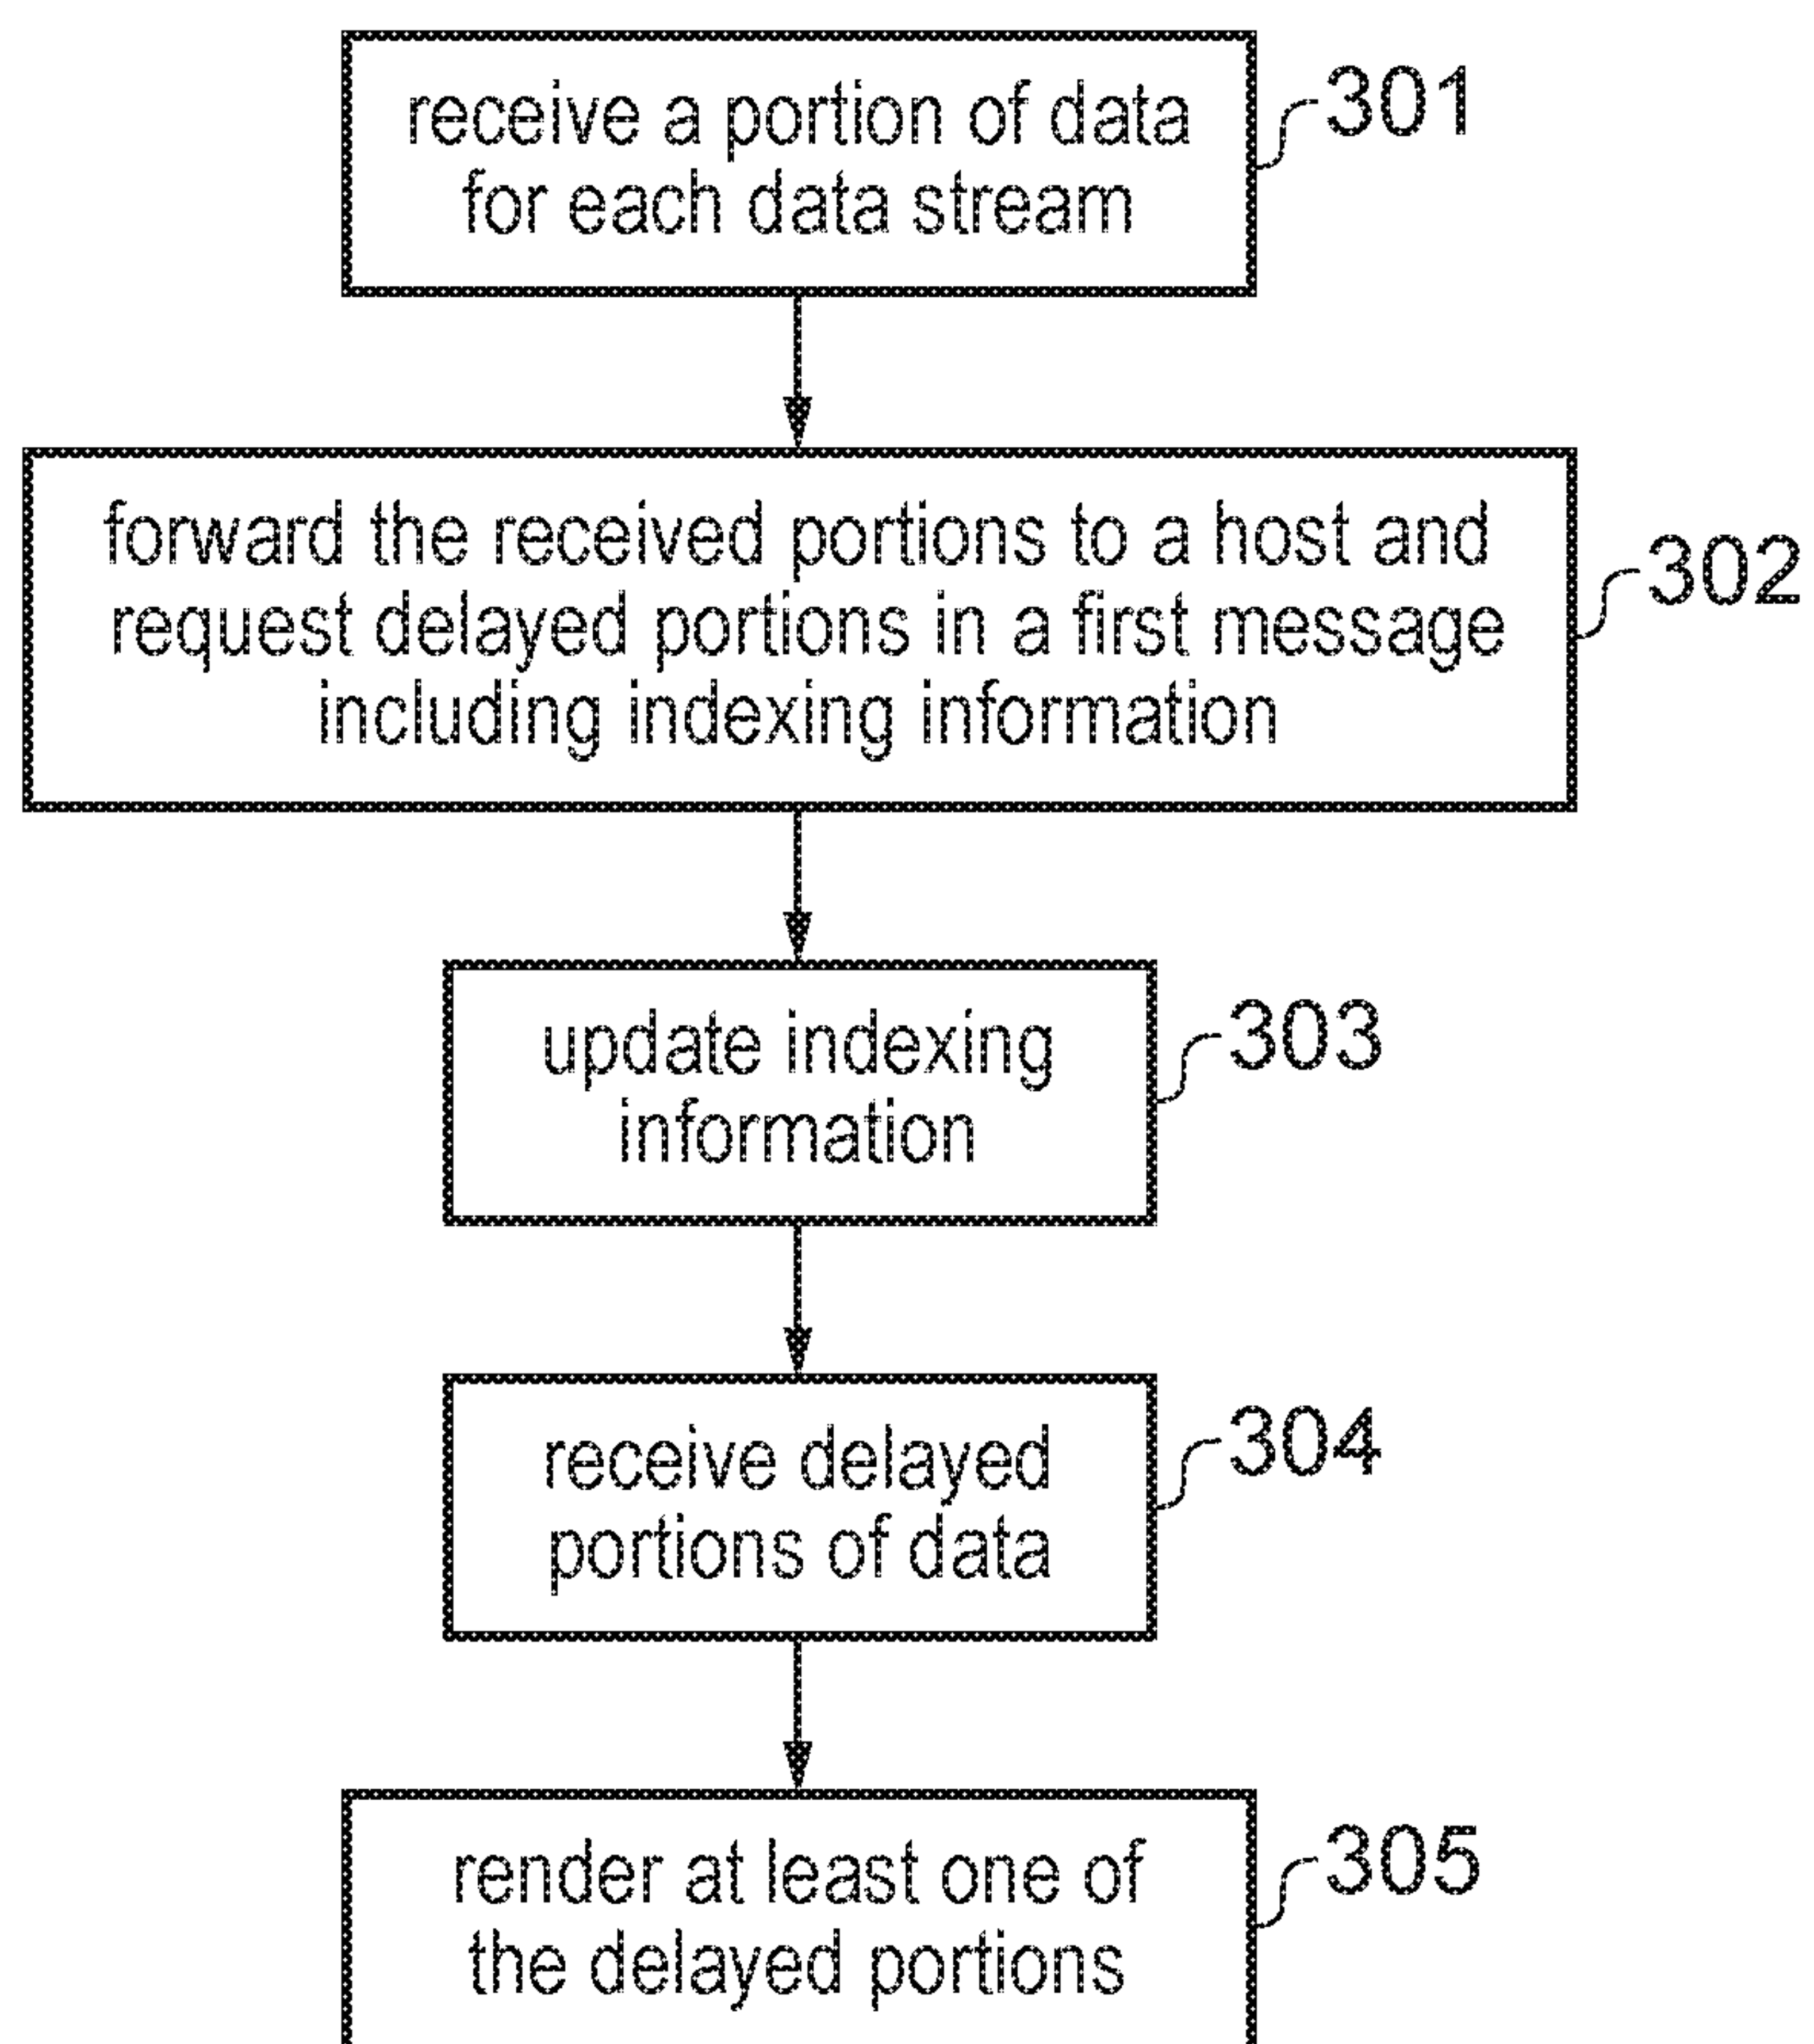 receive a portion of data
for each data stream
301
forward the received portions to a host and
request delayed portions in a first message
including indexing information
302
update indexing
information
303
receive delayed
portions of data
304
render at least one of
the delayed portions
305